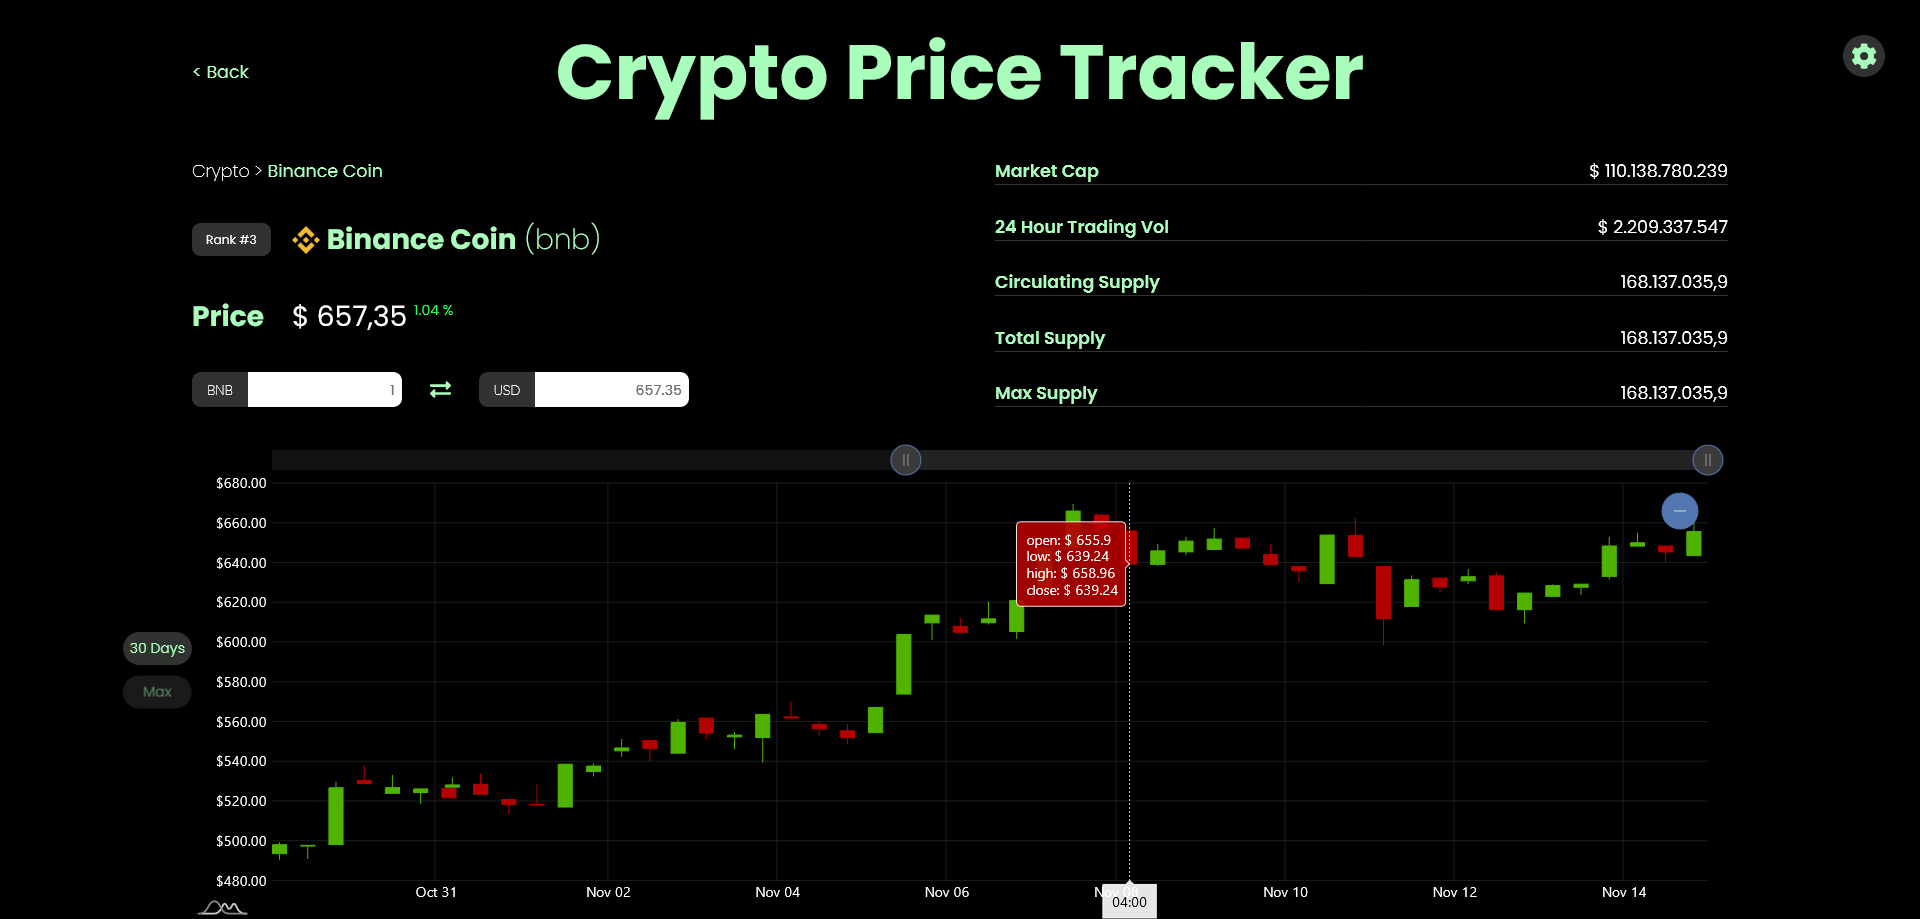 < Back
Crypto Price Tracker
Crypto > Binance Coin
Rank #3
Binance Coin (bnb)
Price $ 657,35 1.04 %
BNB 1
USD 657.35
Market Cap $ 110.138.780.239
24 Hour Trading Vol $ 2.209.337.547
Circulating Supply 168.137.035,9
Total Supply 168.137.035,9
Max Supply 168.137.035,9
30 Days
Max
$680.00
$660.00
$640.00
$620.00
$600.00
$580.00
$560.00
$540.00
$520.00
$500.00
$480.00
open: $ 655.9
low: $ 639.24
high: $ 658.96
close: $ 639.24
Oct 31 Nov 02 Nov 04 Nov 06 Nov 08 Nov 10 Nov 12 Nov 14
04:00